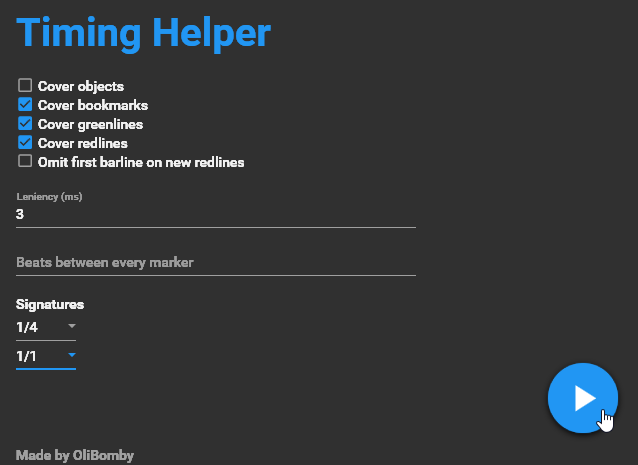 Timing Helper
Cover objects
Cover bookmarks
Cover greenlines
Cover redlines
Omit first barline on new redlines
Leniency (ms)
3
Beats between every marker
Signatures
1/4
1/1
Made by OliBomby